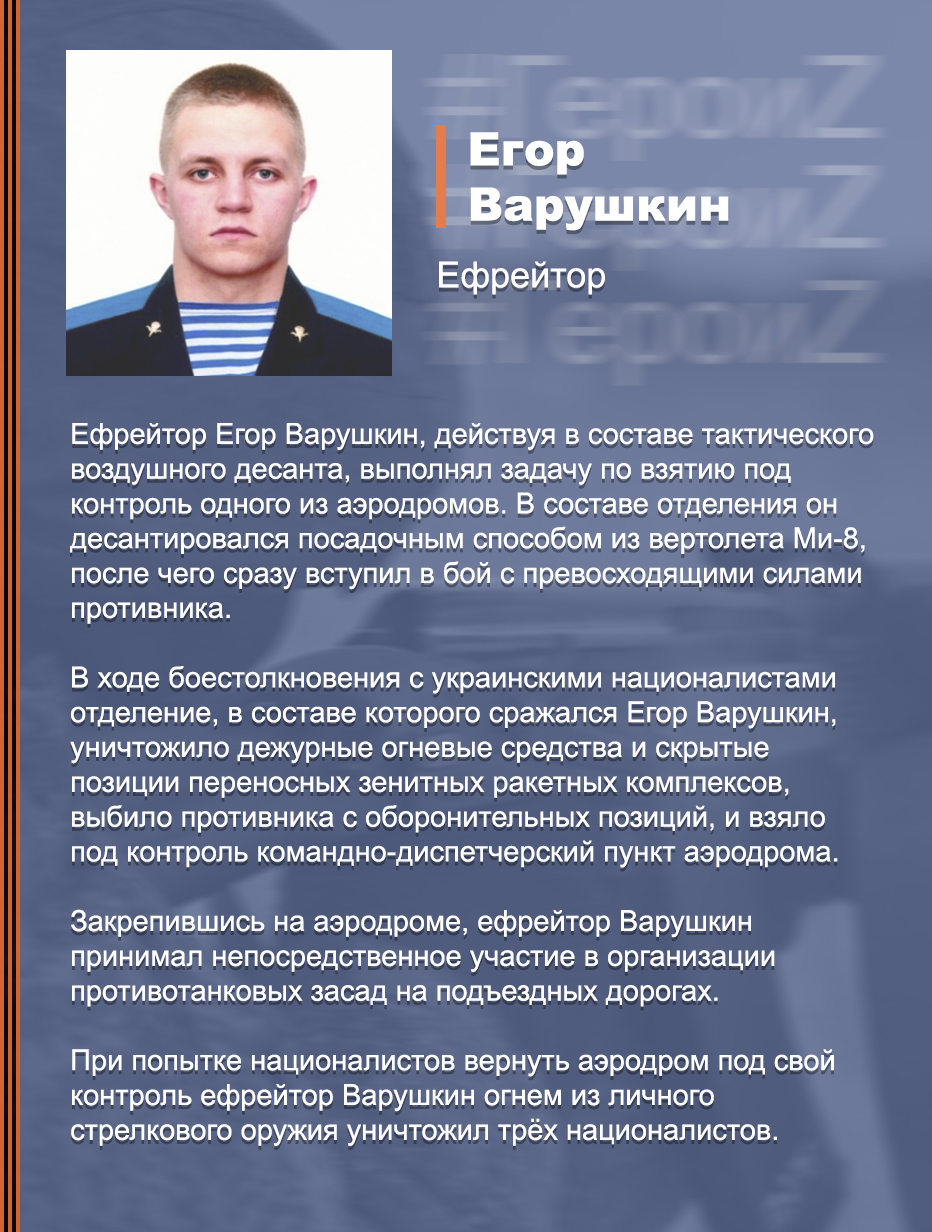 #ГероиZ
Егор
#ГероиZ
Варушкин
Ефрейтор
#ГероиZ
Ефрейтор Егор Варушкин, действуя в составе тактического
воздушного десанта, выполнял задачу по взятию под
контроль одного из аэродромов. В составе отделения он
десантировался посадочным способом из вертолета Ми-8,
после чего сразу вступил в бой с превосходящими силами
противника.
В ходе боестолкновения с украинскими националистами
отделение, в составе которого сражался Егор Варушкин,
уничтожило дежурные огневые средства и скрытые
позиции переносных зенитных ракетных комплексов,
выбило противника с оборонительных позиций, и взяло
под контроль командно-диспетчерский пункт аэродрома.
Закрепившись на аэродроме, ефрейтор Варушкин
принимал непосредственное участие в организации
противотанковых засад на подъездных дорогах.
При попытке националистов вернуть аэродром под свой
контроль ефрейтор Варушкин огнем из личного
стрелкового оружия уничтожил трёх националистов.